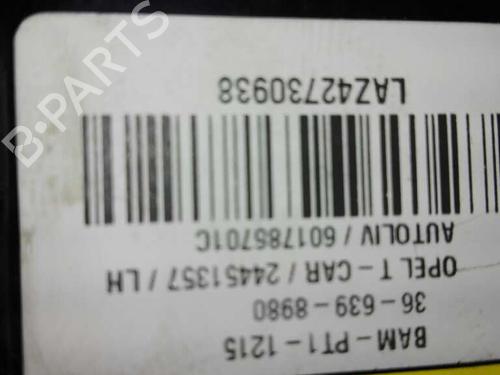 BAM-PT1-1215
36-639-8980
OPEL T-CAR / 24451357 / LH
AUTOLIV / 601785701C
LAZ42730938
B-PARTS